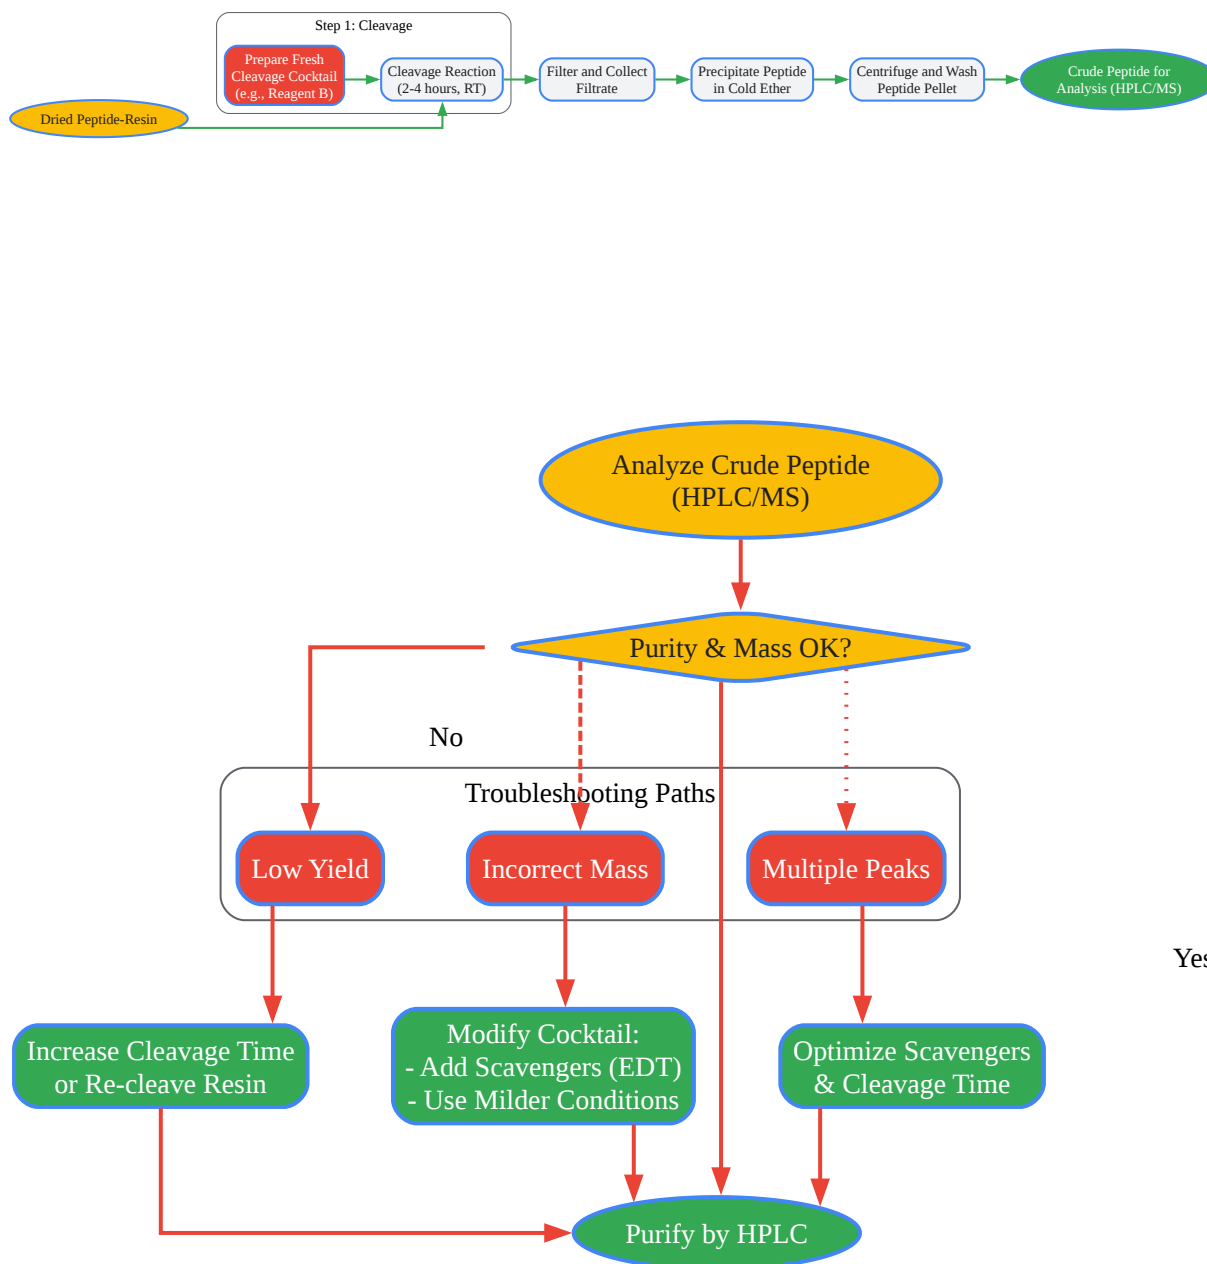 Step 1: Cleavage
Prepare Fresh
Cleavage Cocktail
(e.g., Reagent B)
Cleavage Reaction
(2-4 hours, RT)
Filter and Collect
Filtrate
Precipitate Peptide
in Cold Ether
Centrifuge and Wash
Peptide Pellet
Crude Peptide for
Analysis (HPLC/MS)
Dried Peptide-Resin
Analyze Crude Peptide
(HPLC/MS)
Purity & Mass OK?
No
Troubleshooting Paths
Low Yield
Incorrect Mass
Multiple Peaks
Yes
Increase Cleavage Time
or Re-cleave Resin
Modify Cocktail:
- Add Scavengers (EDT)
- Use Milder Conditions
Optimize Scavengers
& Cleavage Time
Purify by HPLC